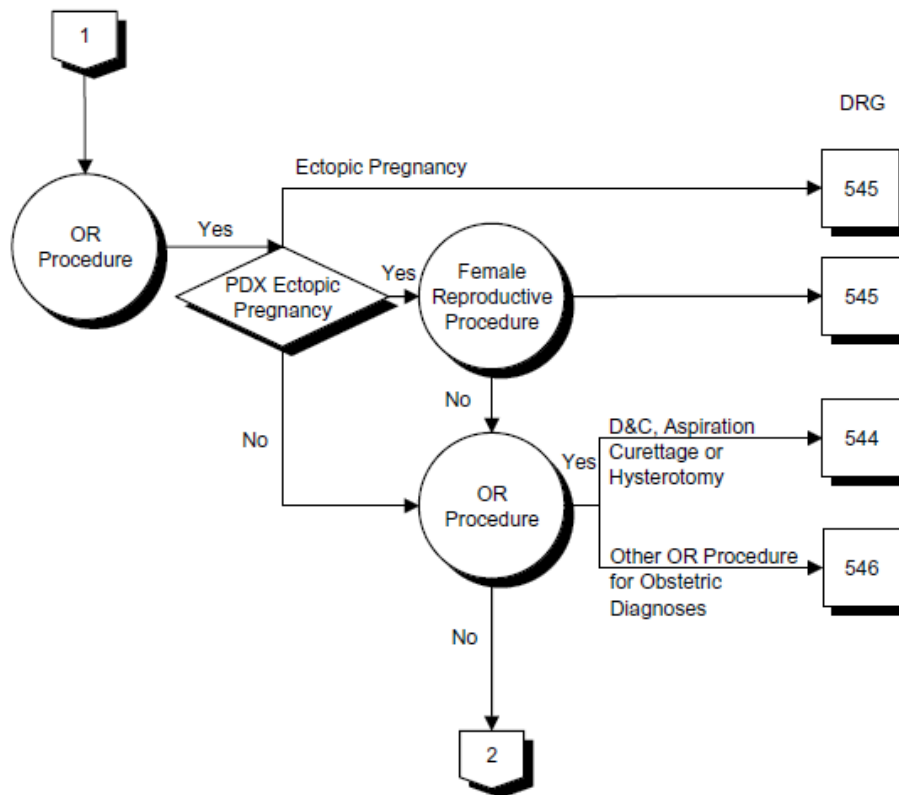 1
DRG
Ectopic Pregnancy
545
OR
Procedure
Yes
PDX Ectopic
Pregnancy
Yes
Female
Reproductive
Procedure
545
No
No
D&C, Aspiration
Curettage or
Hysterotomy
544
Yes
OR
Procedure
Other OR Procedure
for Obstetric
Diagnoses
546
No
2